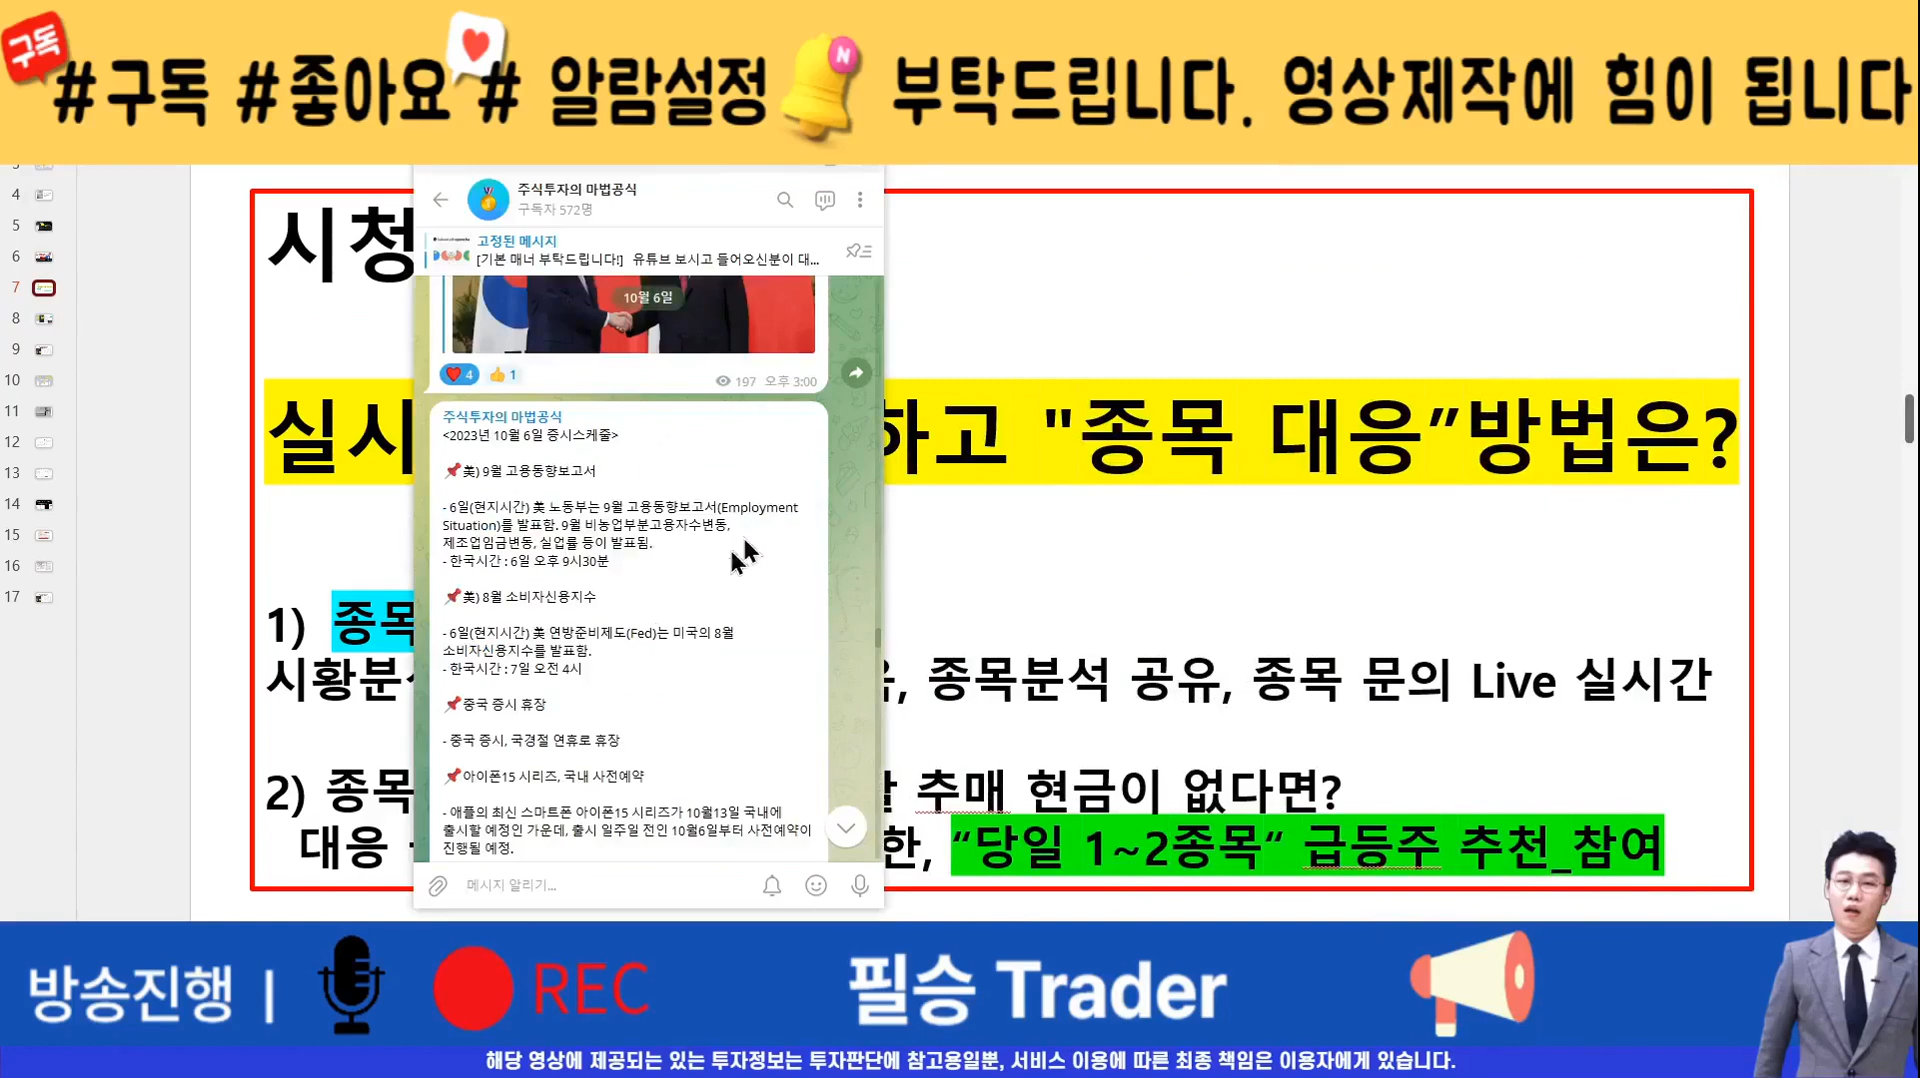 구독
#구독 #좋아요 # 알람설정 부탁드립니다. 영상제작에 힘이 됩니다
N
4
5
6
7
8
9
10
11
12
13
14
15
16
17
시청
실시
하고 "종목 대응”방법은?
1) 종목
시황분석
, 종목분석 공유, 종목 문의 Live 실시간
2) 종목
추매 현금이 없다면?
대응
한, “당일 1~2종목” 급등주 추천_참여
주식투자의 마법공식
구독자 572명
고정된 메시지
[기본 매너 부탁드립니다!] 유튜브 보시고 들어오신분이 대...
10월 6일
4
1
197 오후 3:00
주식투자의 마법공식
<2023년 10월 6일 증시스케줄>
美) 9월 고용동향보고서
- 6일(현지시간) 美 노동부는 9월 고용동향보고서(Employment
Situation)를 발표함. 9월 비농업부분고용자수변동,
제조업임금변동, 실업률 등이 발표됨.
- 한국시간 : 6일 오후 9시30분
美) 8월 소비자신용지수
- 6일(현지시간) 美 연방준비제도(Fed)는 미국의 8월
소비자신용지수를 발표함.
- 한국시간 : 7일 오전 4시
중국 증시 휴장
- 중국 증시, 국경절 연휴로 휴장
아이폰15 시리즈, 국내 사전예약
- 애플의 최신 스마트폰 아이폰15 시리즈가 10월13일 국내에
출시할 예정인 가운데, 출시 일주일 전인 10월6일부터 사전예약이
진행될 예정.
메시지 알리기...
방송진행 |
REC
필승 Trader
해당 영상에 제공되는 있는 투자정보는 투자판단에 참고용일뿐, 서비스 이용에 따른 최종 책임은 이용자에게 있습니다.